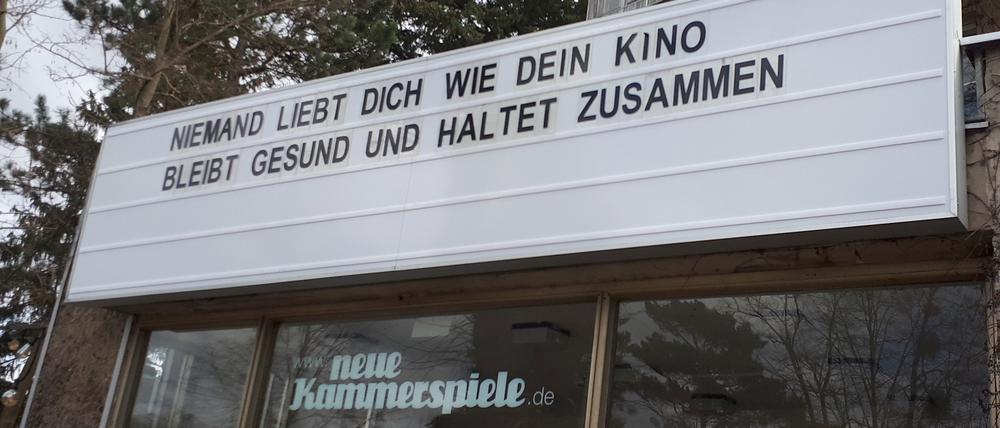 NIEMAND LIEBT DICH WIE DEIN KINO
BLEIBT GESUND UND HALTET ZUSAMMEN
www.neue
Kammerspiele.de